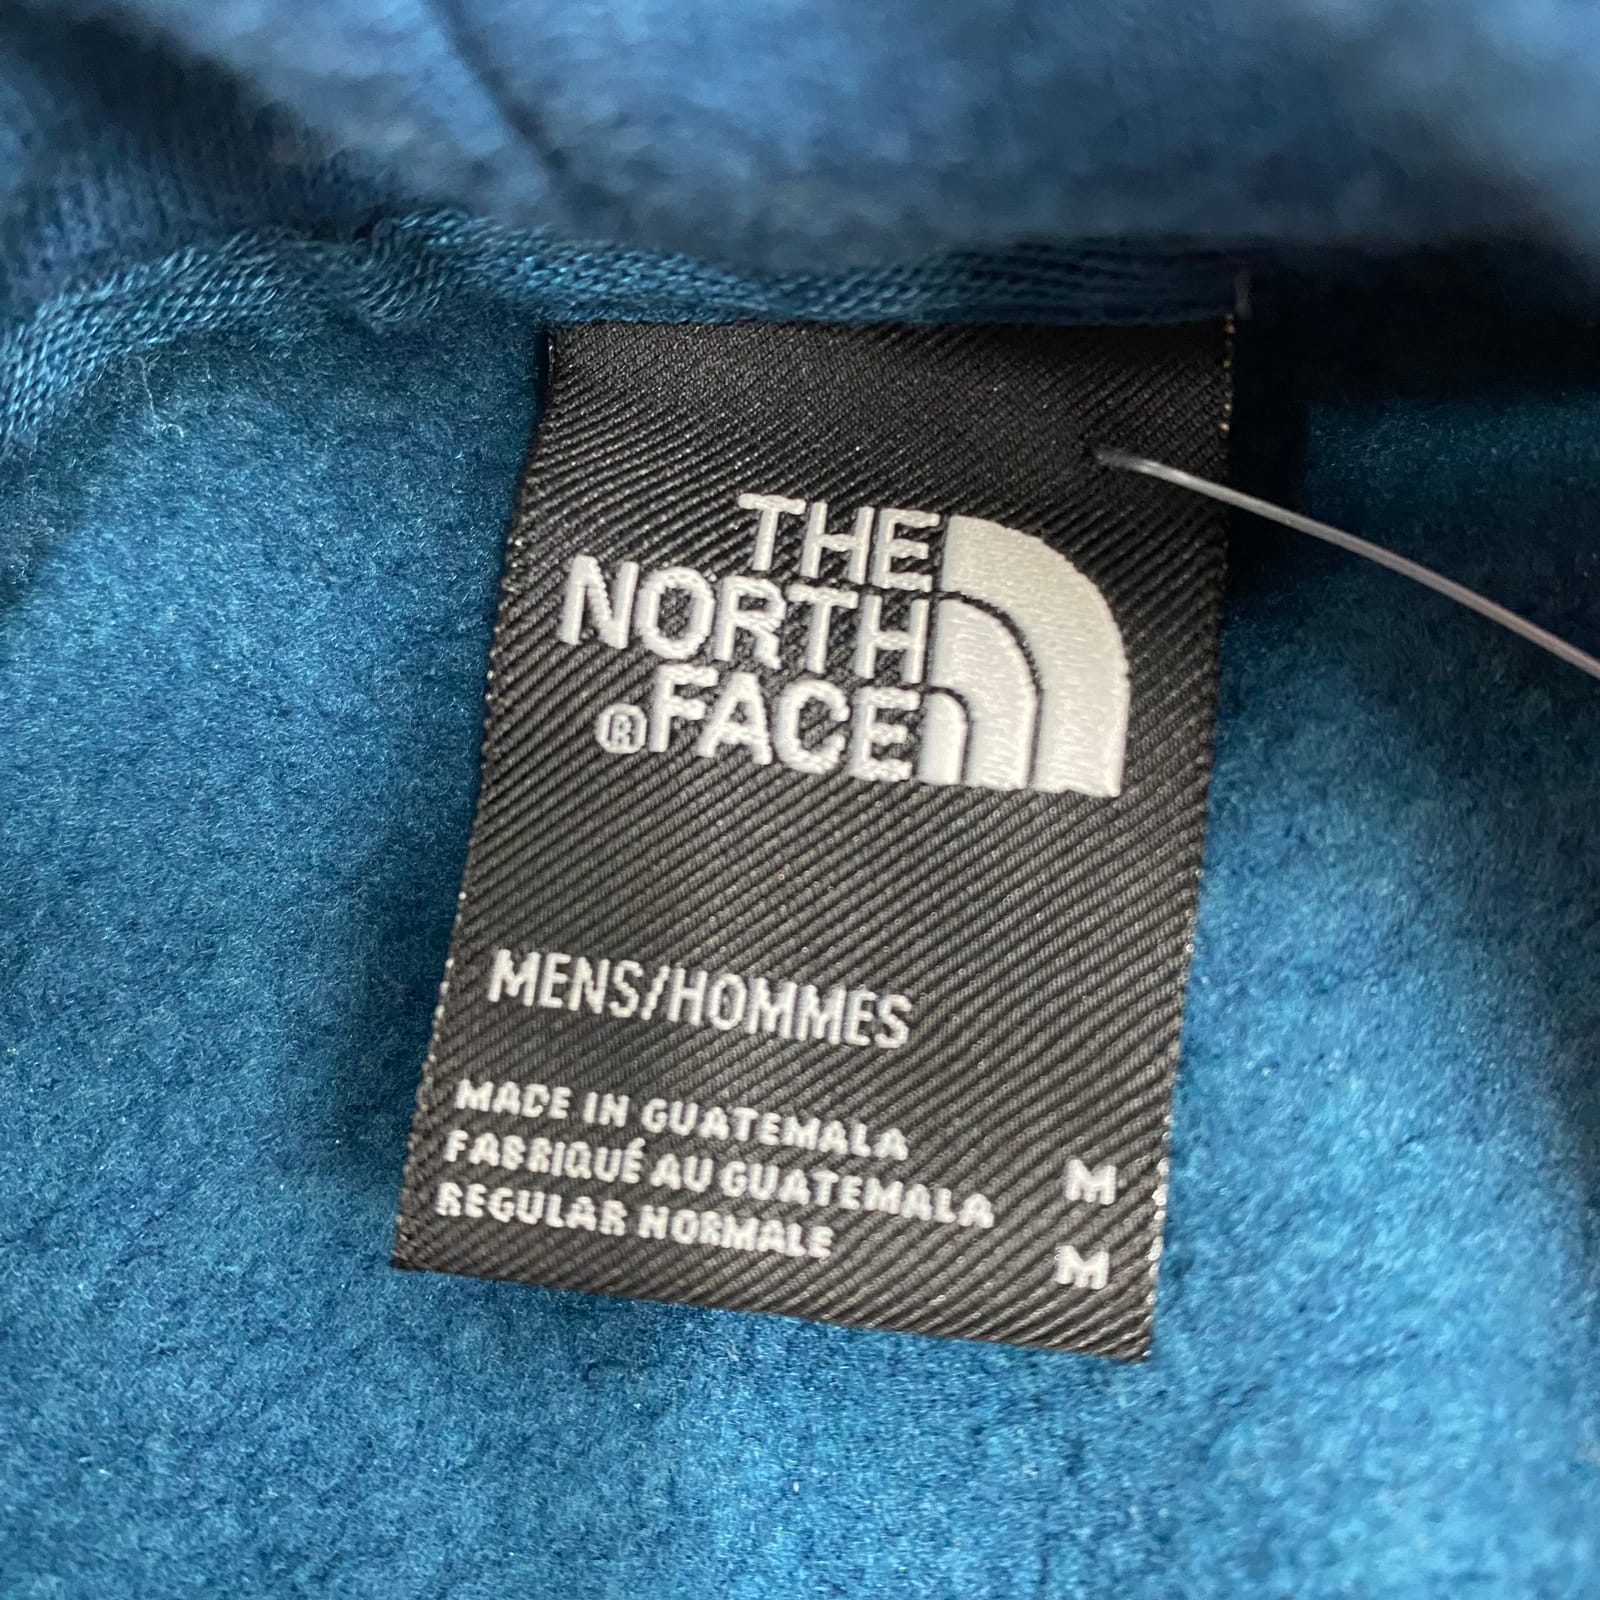 THE
NORTH
®FACE
MENS/HOMMES
MADE IN GUATEMALA
FABRIQUÉ AU GUATEMALA M
REGULAR NORMALE M